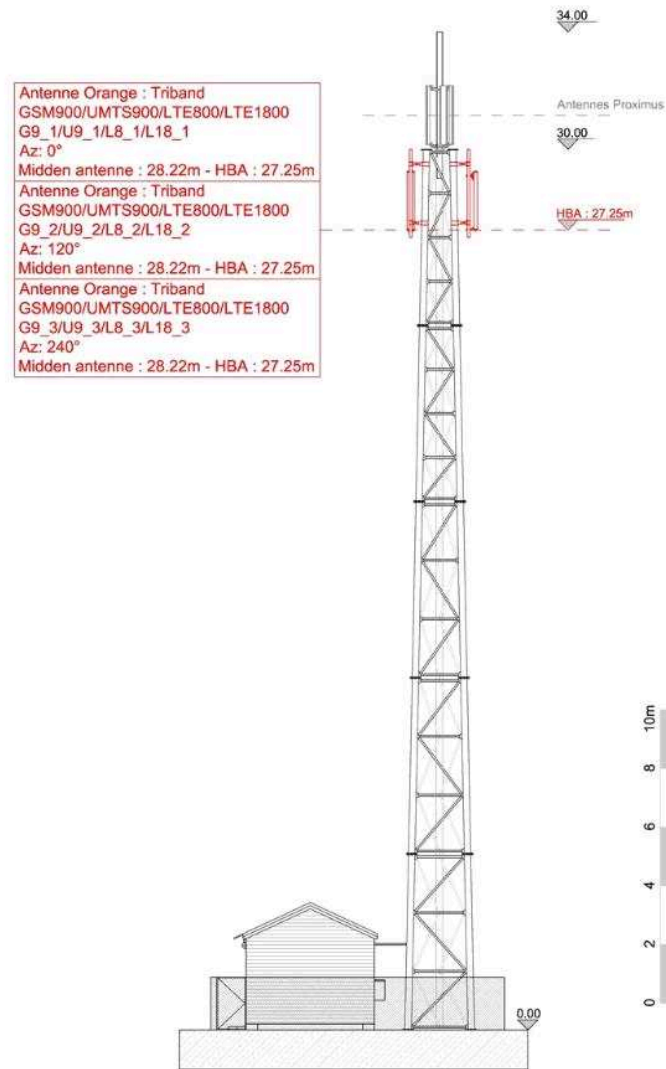 34.00
Antennes Proximus
30.00
Antenne Orange : Triband
GSM900/UMTS900/LTE800/LTE1800
G9_1/U9_1/L8_1/L18_1
Az: 0°
Midden antenne : 28.22m - HBA : 27.25m
Antenne Orange : Triband
GSM900/UMTS900/LTE800/LTE1800
G9_2/U9_2/L8_2/L18_2
Az: 120°
Midden antenne : 28.22m - HBA : 27.25m
Antenne Orange : Triband
GSM900/UMTS900/LTE800/LTE1800
G9_3/U9_3/L8_3/L18_3
Az: 240°
Midden antenne : 28.22m - HBA : 27.25m
HBA : 27.25m
10m
8
6
4
2
0
0.00